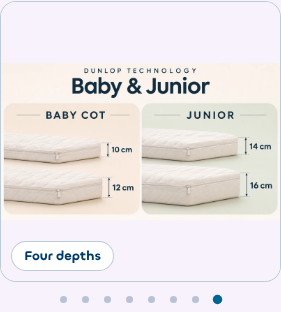 DUNLOP TECHNOLOGY
Baby & Junior
BABY COT
JUNIOR
10 cm
12 cm
14 cm
16 cm
Four depths